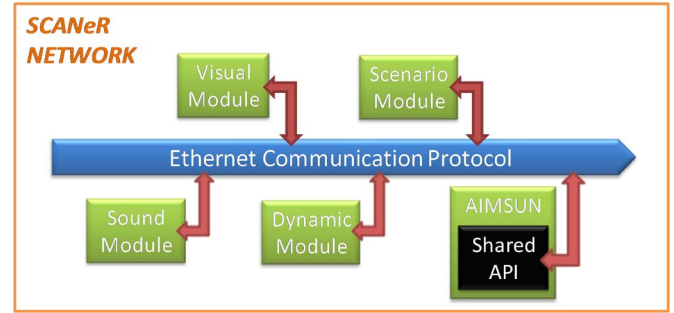 SCANeR
NETWORK
Visual
Module
Scenario
Module
Ethernet Communication Protocol
Sound
Module
Dynamic
Module
AIMSUN
Shared
API